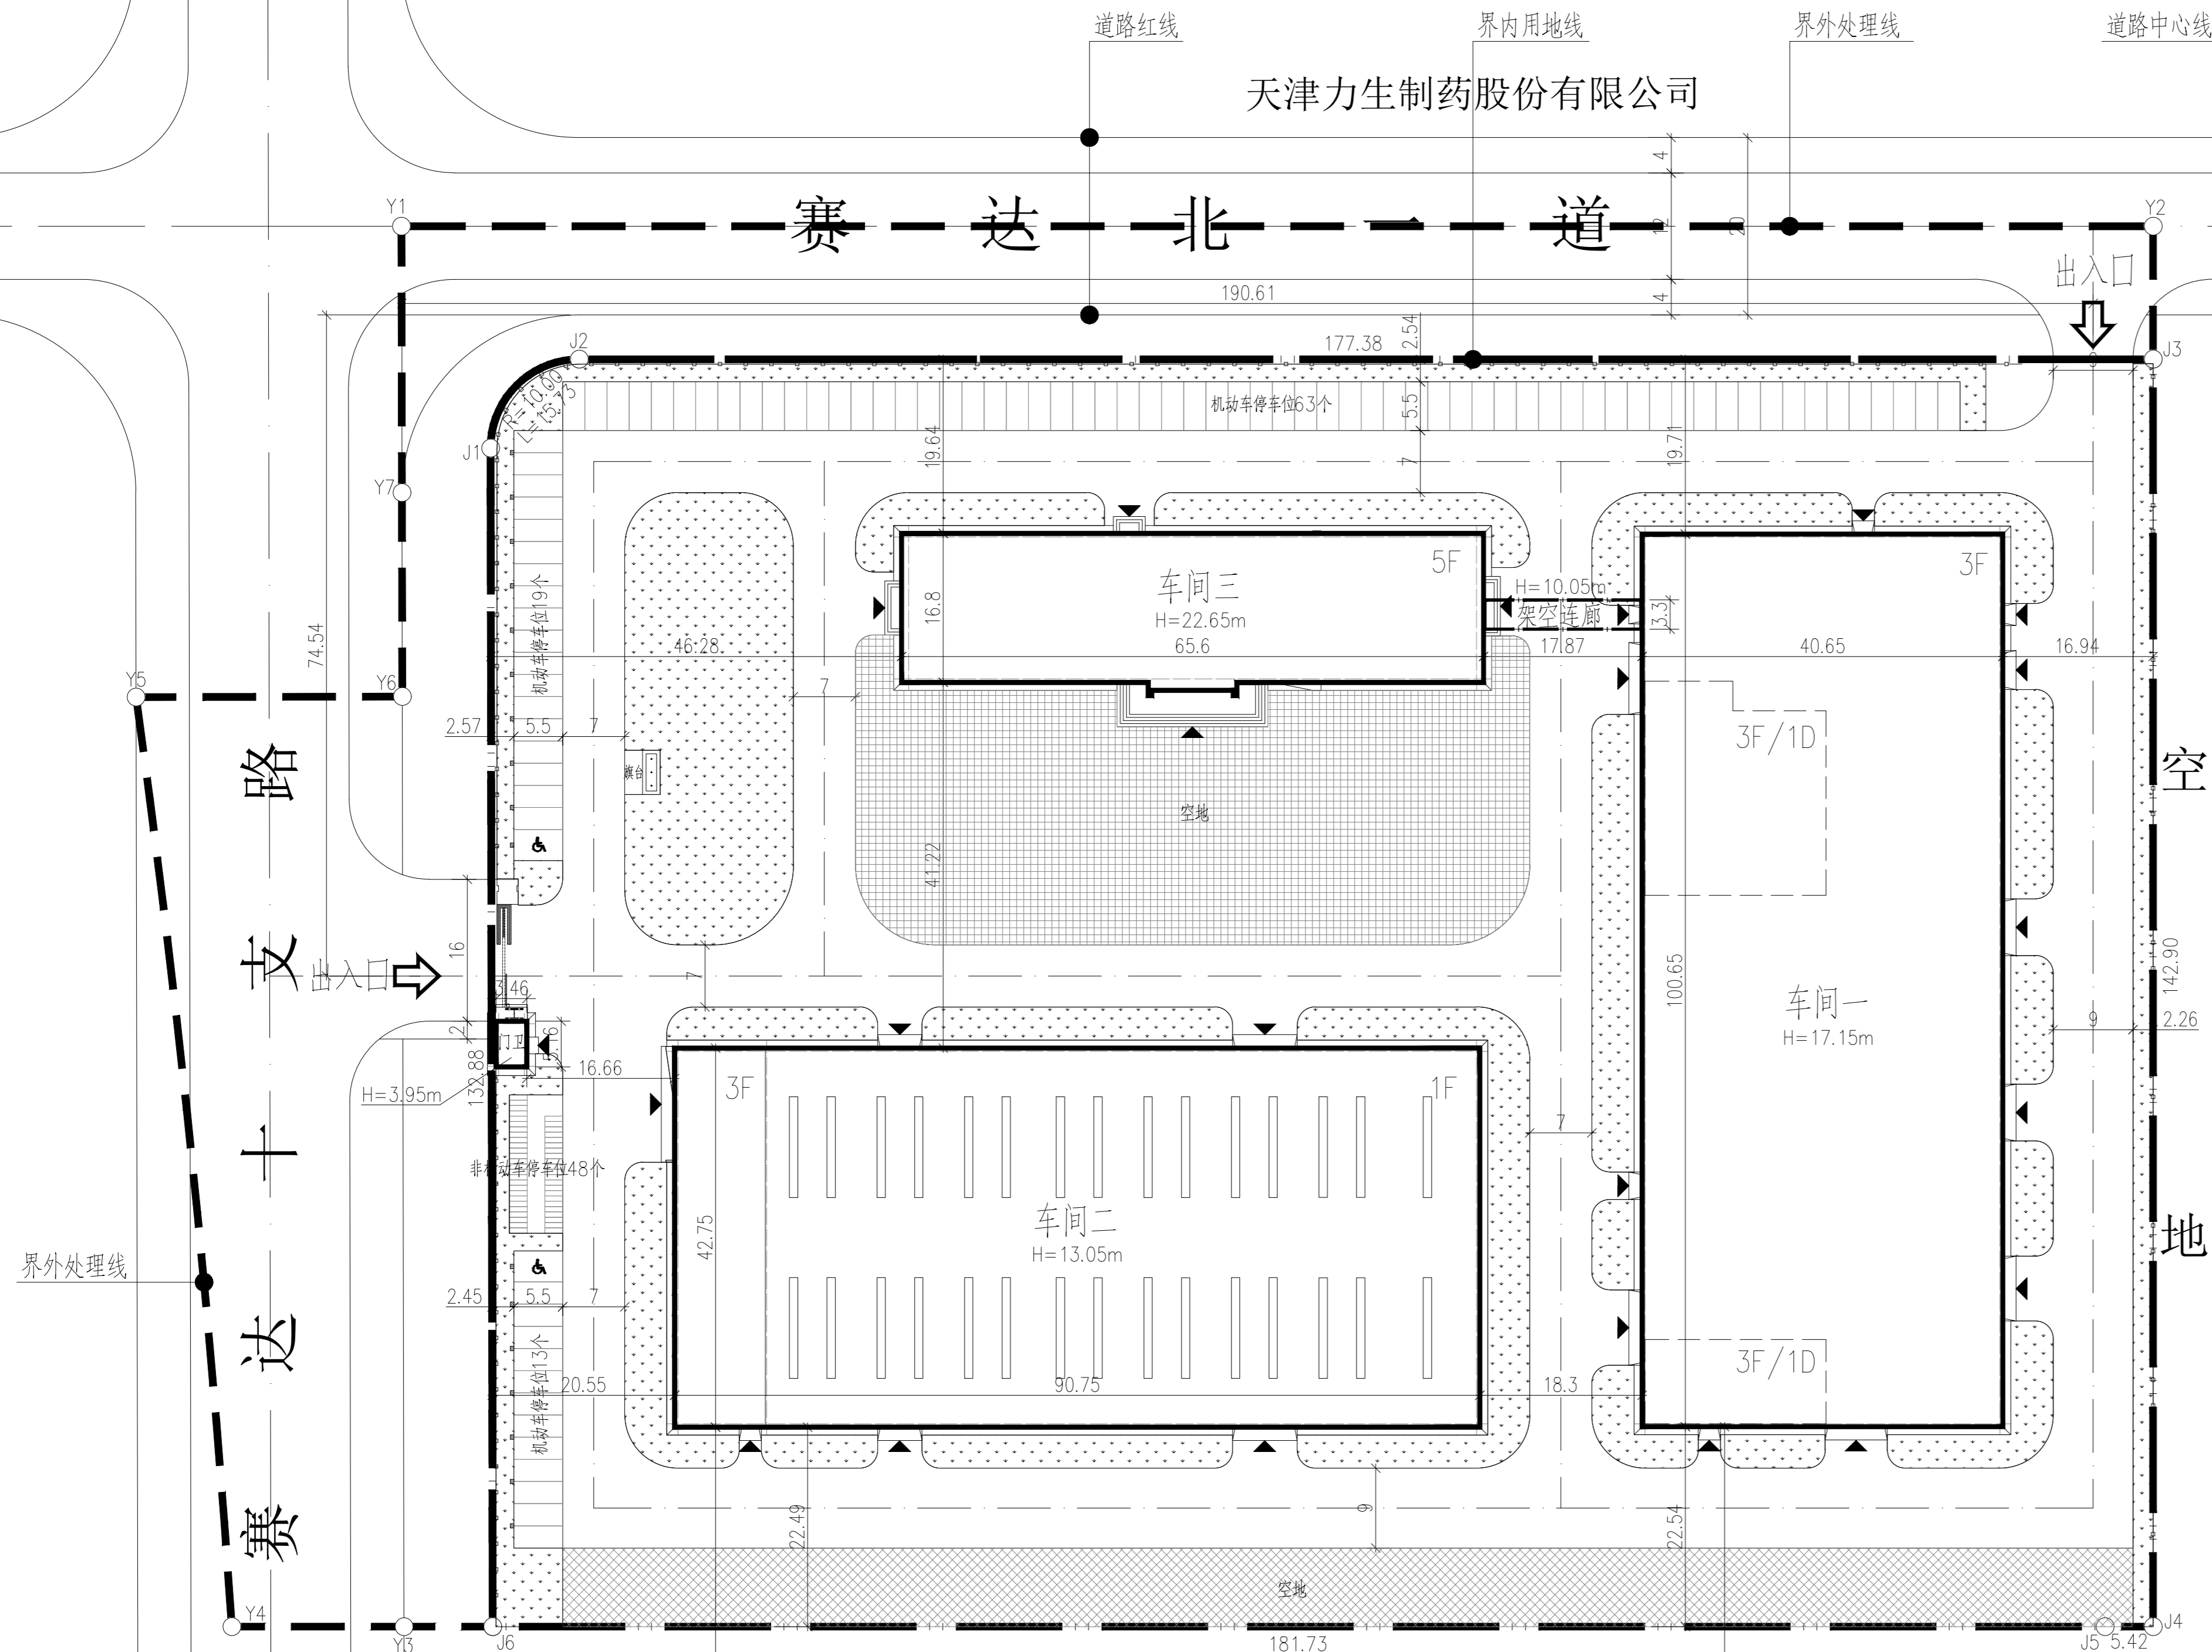 道路红线
界内用地线
界外处理线
道路中心线
天津力生制药股份有限公司
4
Y1
赛达北一道
12
20
Y2
出入口
190.61
4
J2
177.38
2.54
J3
9
R=10.00
L=15.73
机动车停车位63个
5.5
J1
19.64
7
19.71
Y7
5F
3F
车间三
H=22.65m
16.8
H=10.05m
架空连廊
3.3
机动车停车位19个
74.54
46.28
65.6
17.87
40.65
16.94
Y5
Y6
7
2.57
5.5
7
3F/1D
旗台
空地
空地
41.22
16
7
出入口
3.46
100.65
车间一
H=17.15m
142.90
9
2.26
2
门卫
5.16
132.88
H=3.95m
16.66
3F
1F
7
赛达十支路
非机动车停车位48个
42.75
车间二
H=13.05m
界外处理线
2.45
5.5
7
机动车停车位13个
20.55
90.75
18.3
3F/1D
22.49
9
22.54
空地
Y4
Y3
J6
181.73
J5
5.42
J4